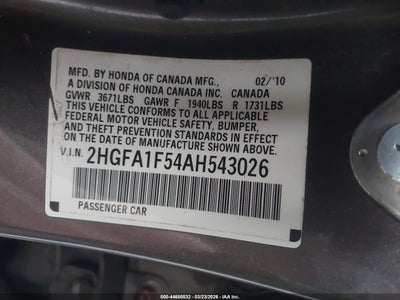 MFD. BY HONDA OF CANADA MFG., 02/'10
A DIVISION OF HONDA CANADA INC. CANADA
GVWR 3671LBS GAWR F 1940LBS R 1731LBS
THIS VEHICLE CONFORMS TO ALL APPLICABLE
FEDERAL MOTOR VEHICLE SAFETY, BUMPER,
AND THEFT PREVENTION STANDARDS IN EFFECT
ON THE DATE OF MANUFACTURE SHOWN ABOVE.
V.I.N. 2HGFA1F54AH543026
PASSENGER CAR
000-44680532 - 03/23/2026 - IAA Inc.